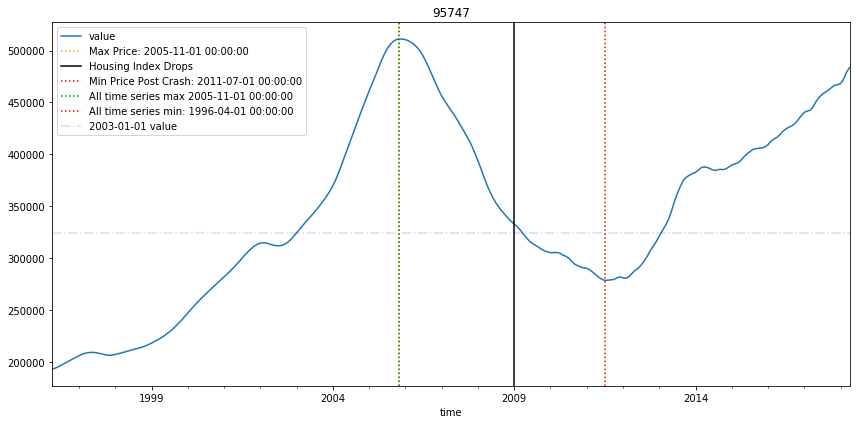 95747
value
Max Price: 2005-11-01 00:00:00
Housing Index Drops
Min Price Post Crash: 2011-07-01 00:00:00
All time series max 2005-11-01 00:00:00
All time series min: 1996-04-01 00:00:00
2003-01-01 value
500000
450000
400000
350000
300000
250000
200000
1999
2004
2009
2014
time